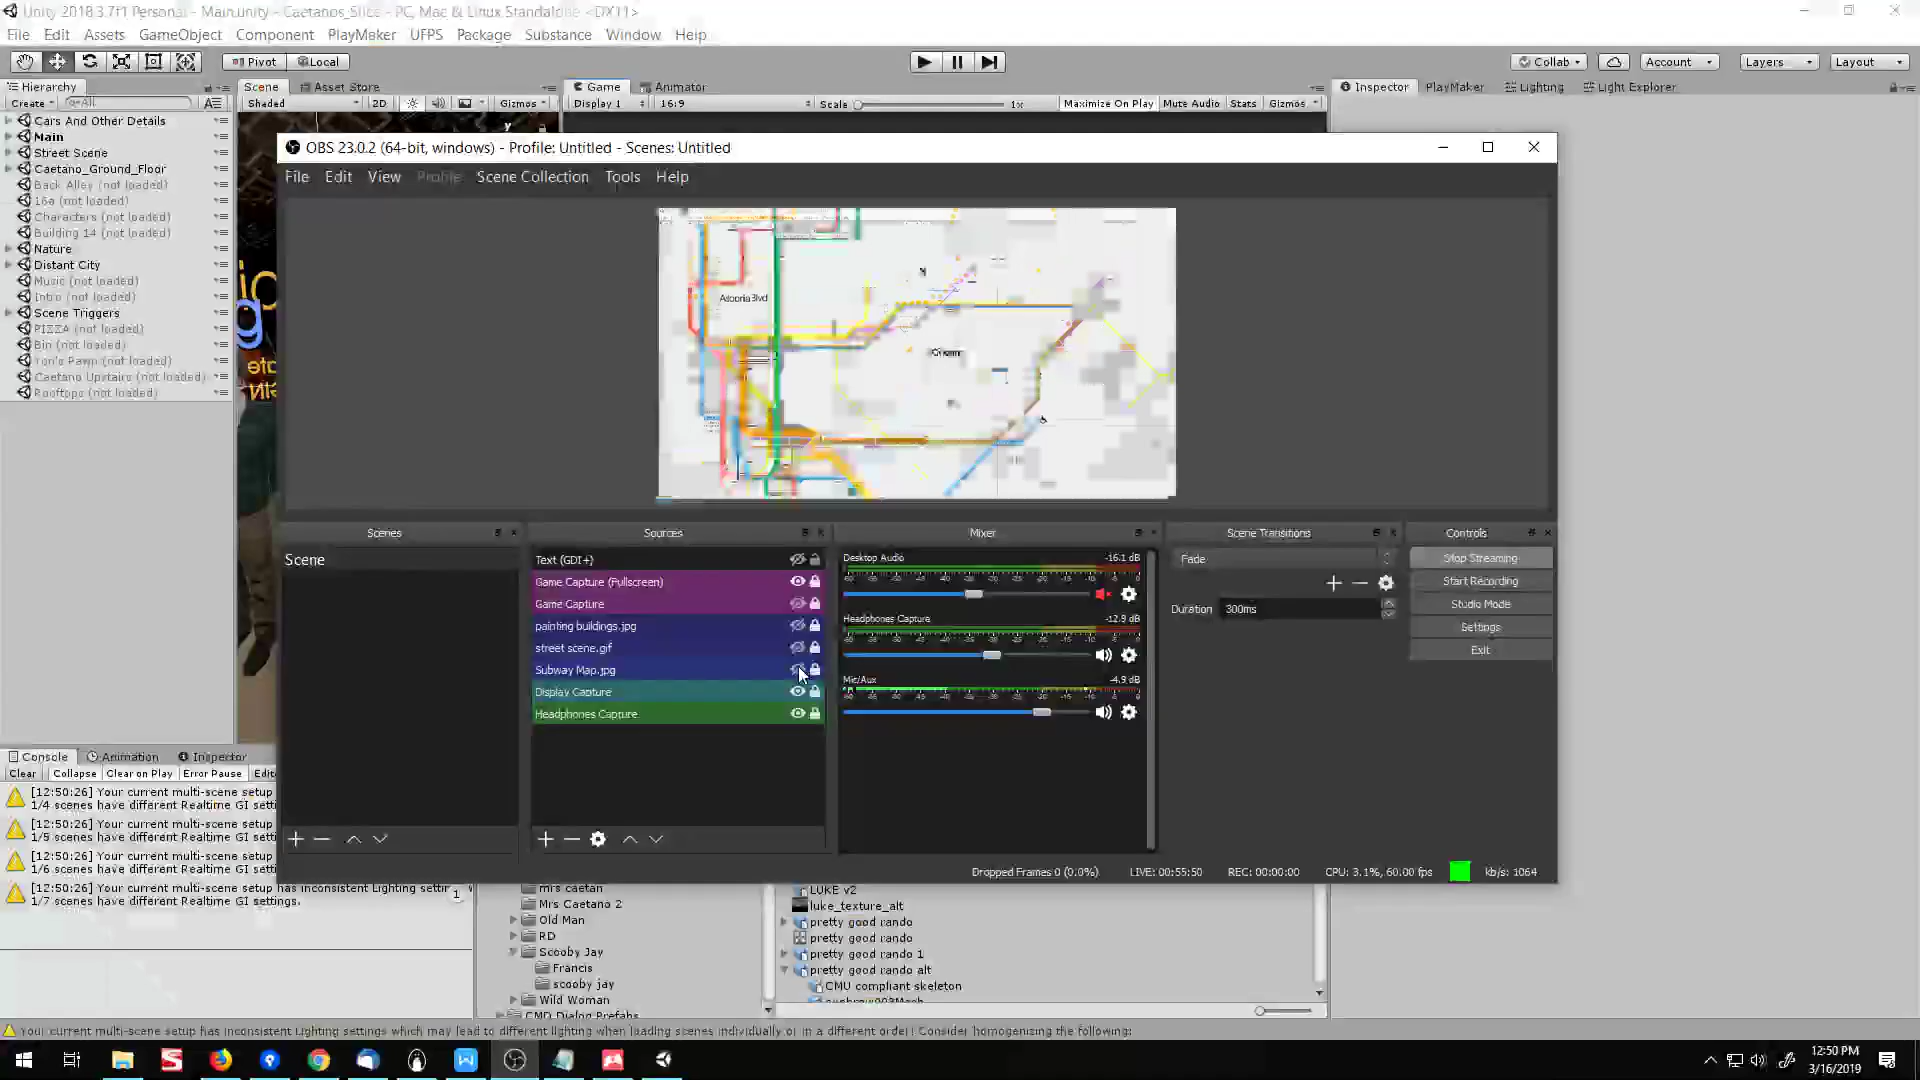 Unity 2018.3.7f1 Personal - Main.unity - Caetanos_Slice - PC, Mac & Linux Standalone <DX11>
File Edit Assets GameObject Component PlayMaker UFPS Package Substance Window Help
Pivot Local Collab Account Layers Layout
Hierarchy Scene Asset Store Game Animator Inspector PlayMaker Lighting Light Explorer
Create All Shaded 2D Gizmos Display 1 16:9 Scale 1x Maximize On Play Mute Audio Stats Gizmos
y
Cars And Other Details
Main
Street Scene
Caetano_Ground_Floor
Back Alley (not loaded)
16a (not loaded)
Characters (not loaded)
Building 14 (not loaded)
Nature
Distant City
Music (not loaded)
Intro (not loaded)
Scene Triggers
PIZZA (not loaded)
Bin (not loaded)
Yon's Pawn (not loaded)
Caetano Upstairs (not loaded)
Rooftops (not loaded)
OBS 23.0.2 (64-bit, windows) - Profile: Untitled - Scenes: Untitled
File Edit View Profile Scene Collection Tools Help
Scenes Sources Mixer Scene Transitions Controls
Scene
Text (GDI+)
Game Capture (Fullscreen)
Game Capture
painting buildings.jpg
street scene.gif
Subway Map.jpg
Display Capture
Headphones Capture
Desktop Audio -16.1 dB
Headphones Capture -12.9 dB
Mic/Aux -4.9 dB
Fade
Duration 300ms
Stop Streaming
Start Recording
Studio Mode
Settings
Exit
Dropped Frames 0 (0.0%) LIVE: 00:55:50 REC: 00:00:00 CPU: 3.1%, 60.00 fps kb/s: 1064
Console Animation Inspector
Clear Collapse Clear on Play Error Pause
[12:50:26] Your current multi-scene setup
1/4 scenes have different Realtime GI setti
[12:50:26] Your current multi-scene setup
1/5 scenes have different Realtime GI setti
[12:50:26] Your current multi-scene setup
1/6 scenes have different Realtime GI setti
[12:50:26] Your current multi-scene setup has inconsistent Lighting
1/7 scenes have different Realtime GI settings.
1
mrs caetan
Mrs Caetano 2
Old Man
RD
Scooby Jay
Francis
scooby jay
Wild Woman
CMD Dialog Prefabs
LUKE v2
luke_texture_alt
pretty good rando
pretty good rando
pretty good rando 1
pretty good rando alt
CMU compliant skeleton
Your current multi-scene setup has inconsistent Lighting settings which may lead to different lighting when loading scenes individually or in a different order! Consider homogenizing the following:
12:50 PM
3/16/2019